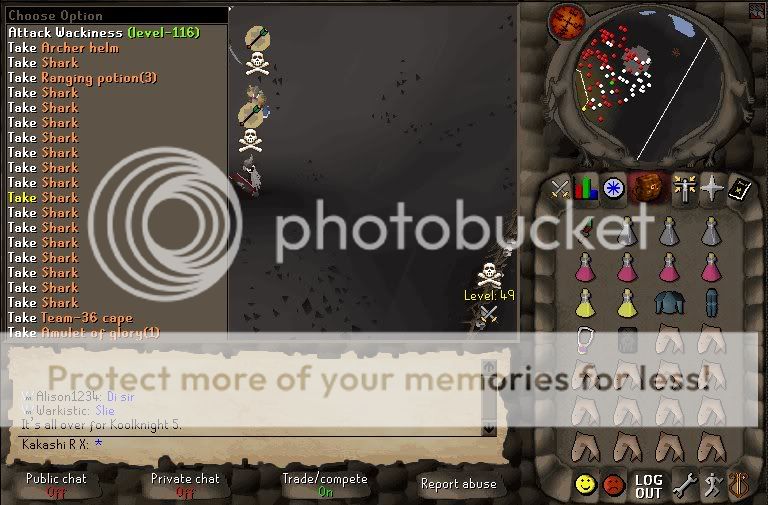 Choose Option
Attack Wackiness (level-116)
Take Archer helm
Take Shark
Take Ranging potion(3)
Take Shark
Take Shark
Take Shark
Take Shark
Take Shark
Take Shark
Take Shark
Take Shark
Take Shark
Take Shark
Take Shark
Take Shark
Take Shark
Take Shark
Take Team-36 cape
Take Amulet of glory(1)
Level: 49
photobucket
Protect more of your memories for less!
Alison1234: Di sir
Warkistic: Slie
It's all over for Koolknight 5.
Kakashi R X: *
Public chat
Off
Private chat
Off
Trade/compete
On
Report abuse
LOG
OUT